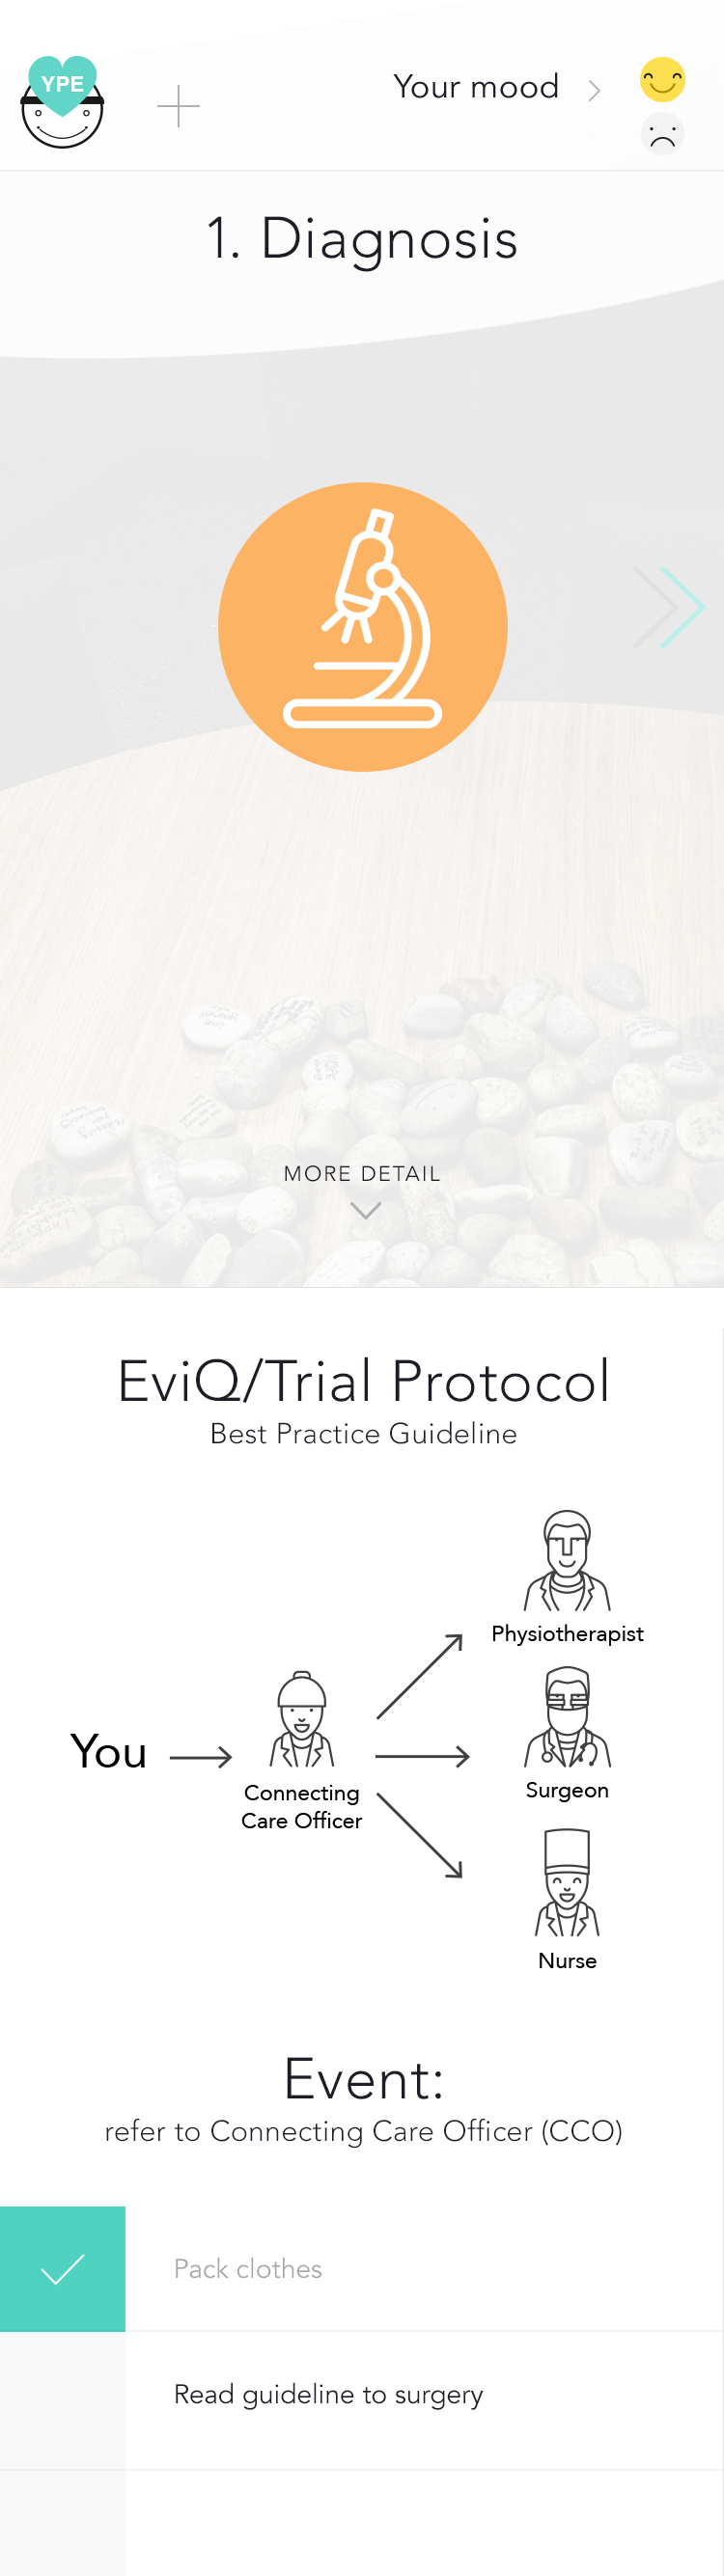 YPE
Your mood
1. Diagnosis
MORE DETAIL
EviQ/Trial Protocol
Best Practice Guideline
Physiotherapist
You
Connecting
Care Officer
Surgeon
Nurse
Event:
refer to Connecting Care Officer (CCO)
Pack clothes
Read guideline to surgery